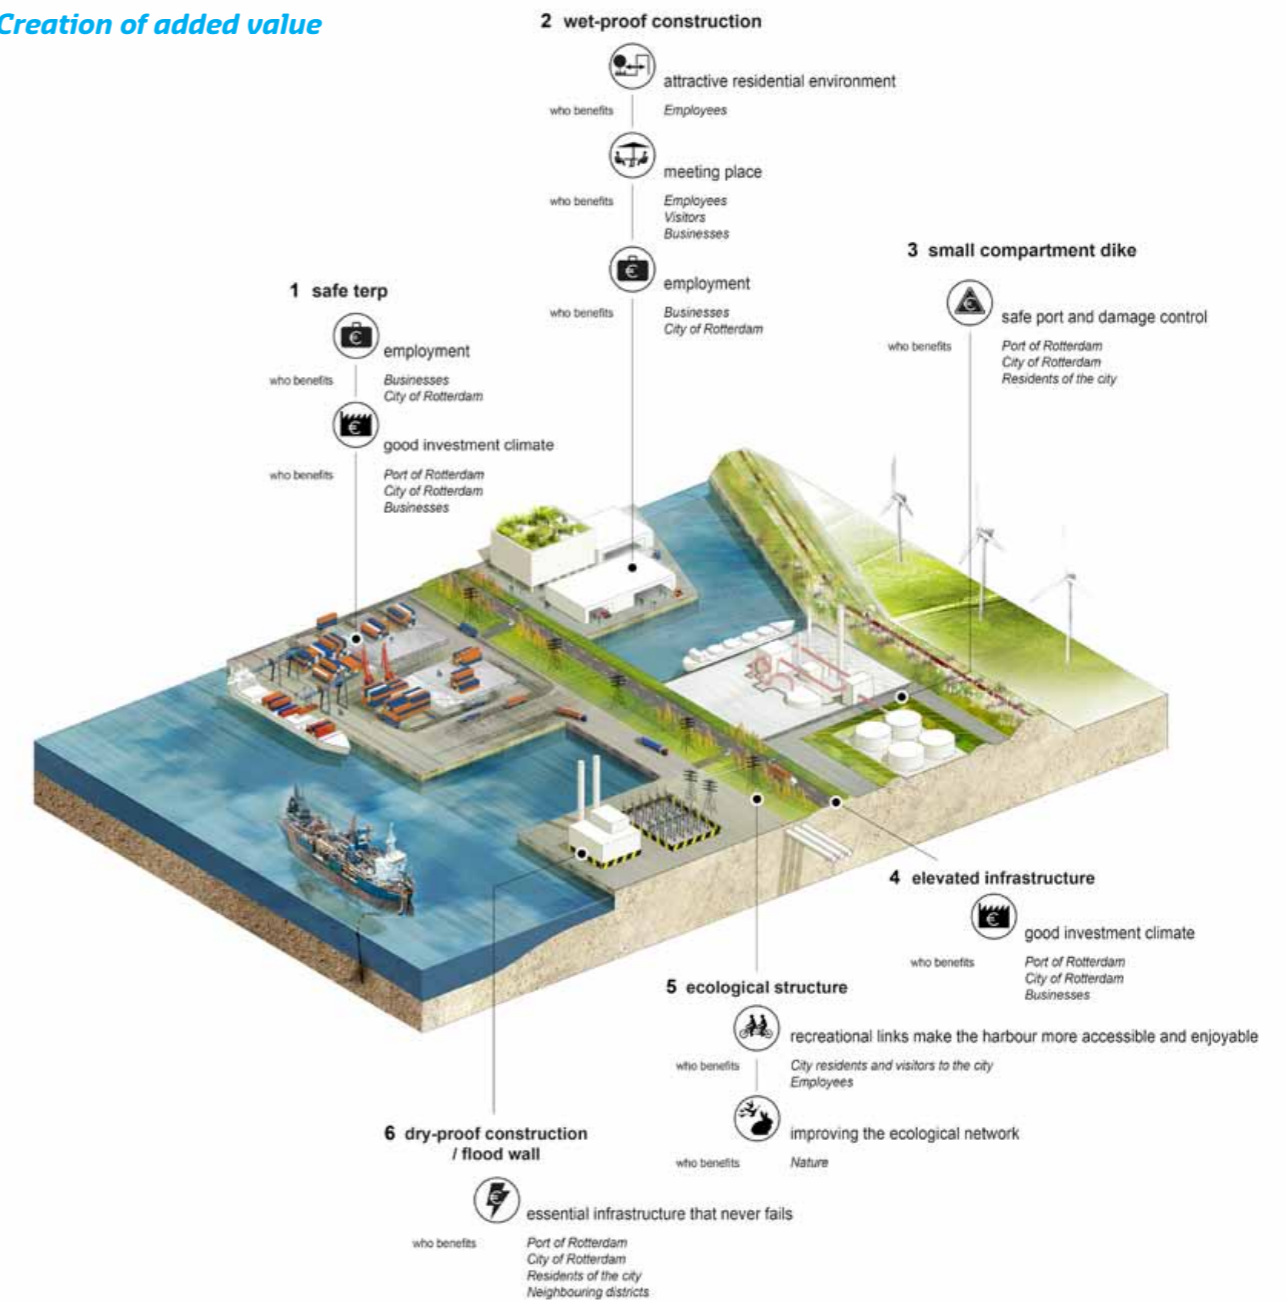 Creation of added value
2 wet-proof construction
attractive residential environment
who benefits
Employees
meeting place
who benefits
Employees
Visitors
Businesses
employment
who benefits
Businesses
City of Rotterdam
3 small compartment dike
safe port and damage control
who benefits
Port of Rotterdam
City of Rotterdam
Residents of the city
1 safe terp
employment
who benefits
Businesses
City of Rotterdam
good investment climate
who benefits
Port of Rotterdam
City of Rotterdam
Businesses
4 elevated infrastructure
good investment climate
who benefits
Port of Rotterdam
City of Rotterdam
Businesses
5 ecological structure
recreational links make the harbour more accessible and enjoyable
who benefits
City residents and visitors to the city
Employees
improving the ecological network
who benefits
Nature
6 dry-proof construction
/ flood wall
essential infrastructure that never fails
who benefits
Port of Rotterdam
City of Rotterdam
Residents of the city
Neighbouring districts